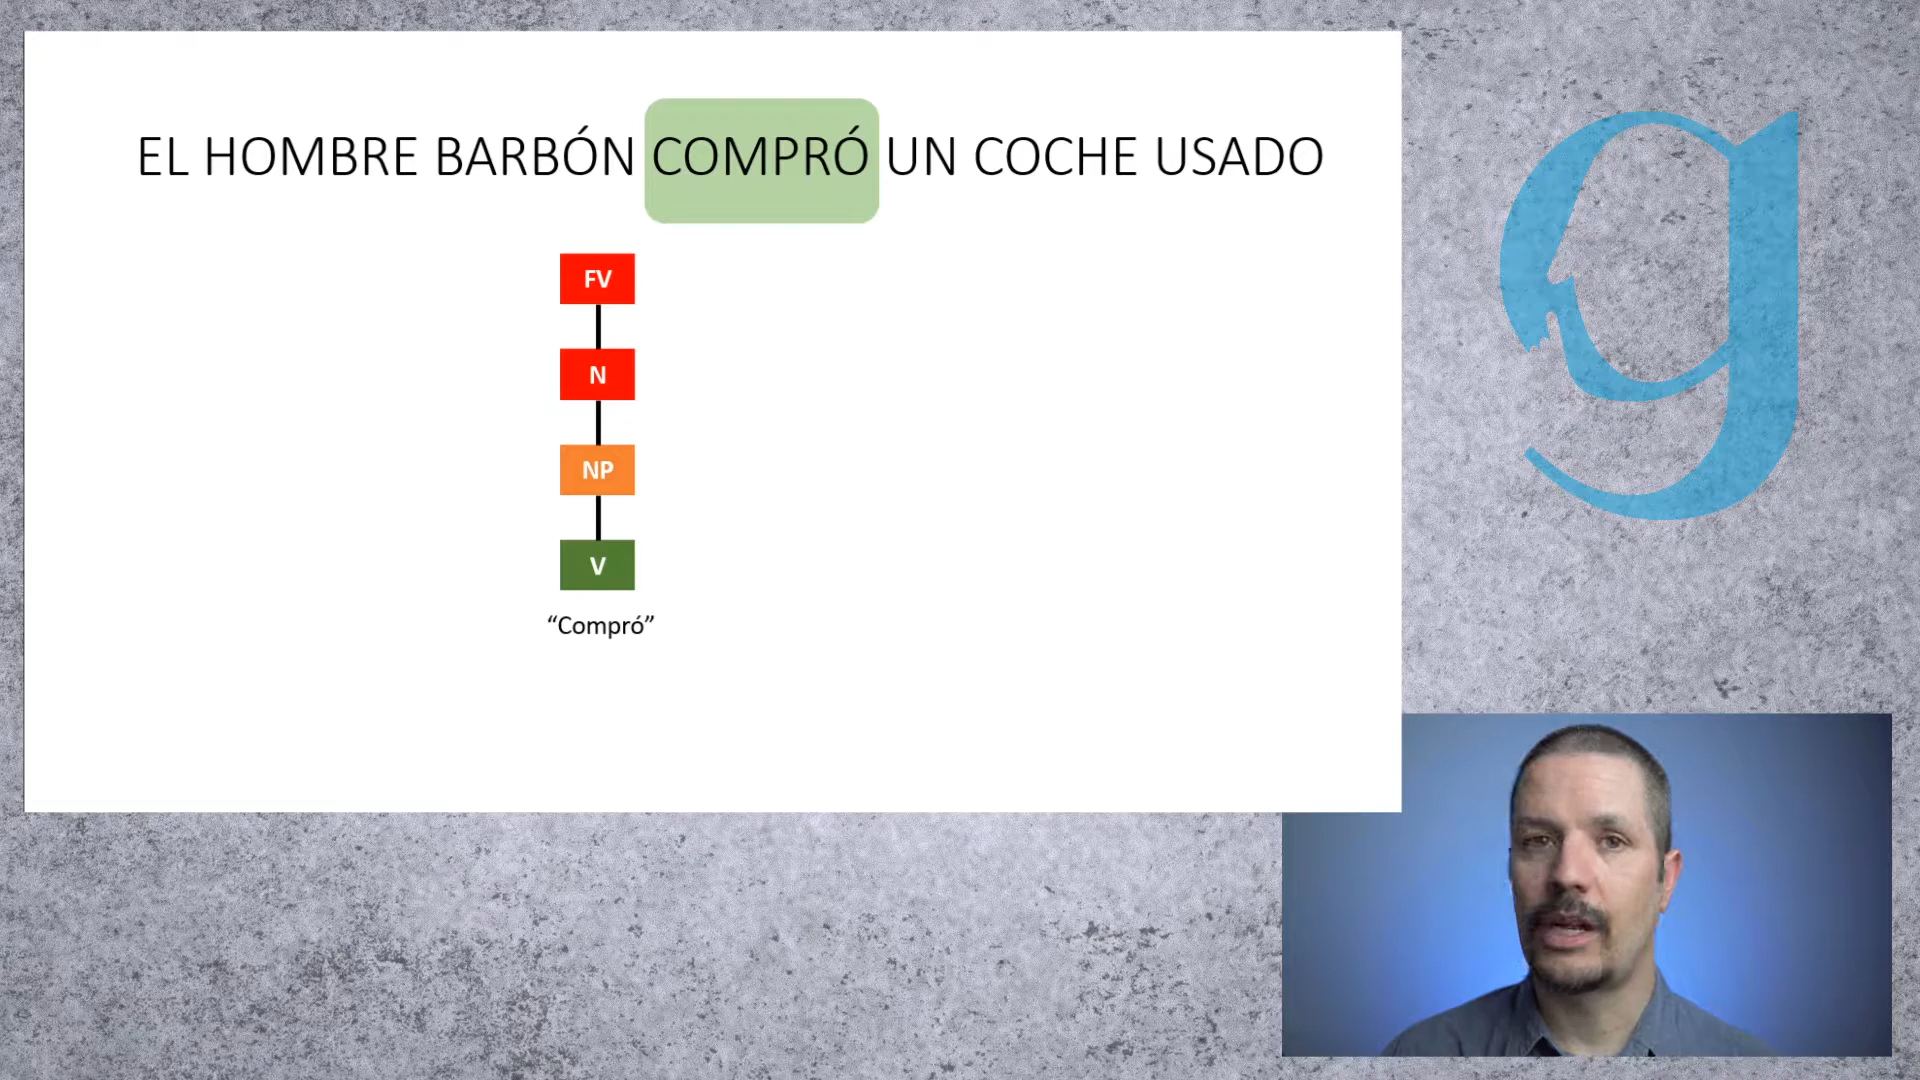 EL HOMBRE BARBÓN COMPRÓ UN COCHE USADO
FV
N
NP
V
“Compró”
g